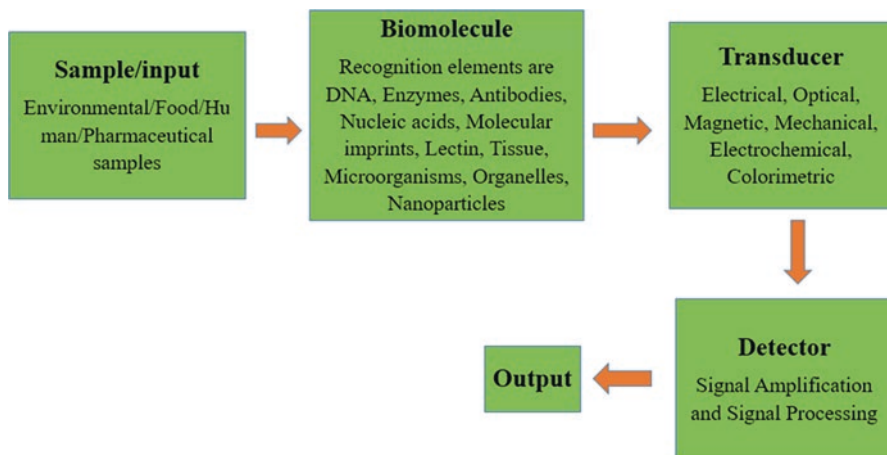 Sample/input
Environmental/Food/Hu
man/Pharmaceutical
samples
Biomolecule
Recognition elements are
DNA, Enzymes, Antibodies,
Nucleic acids, Molecular
imprints, Lectin, Tissue,
Microorganisms, Organelles,
Nanoparticles
Transducer
Electrical, Optical,
Magnetic, Mechanical,
Electrochemical,
Colorimetric
Detector
Signal Amplification
and Signal Processing
Output